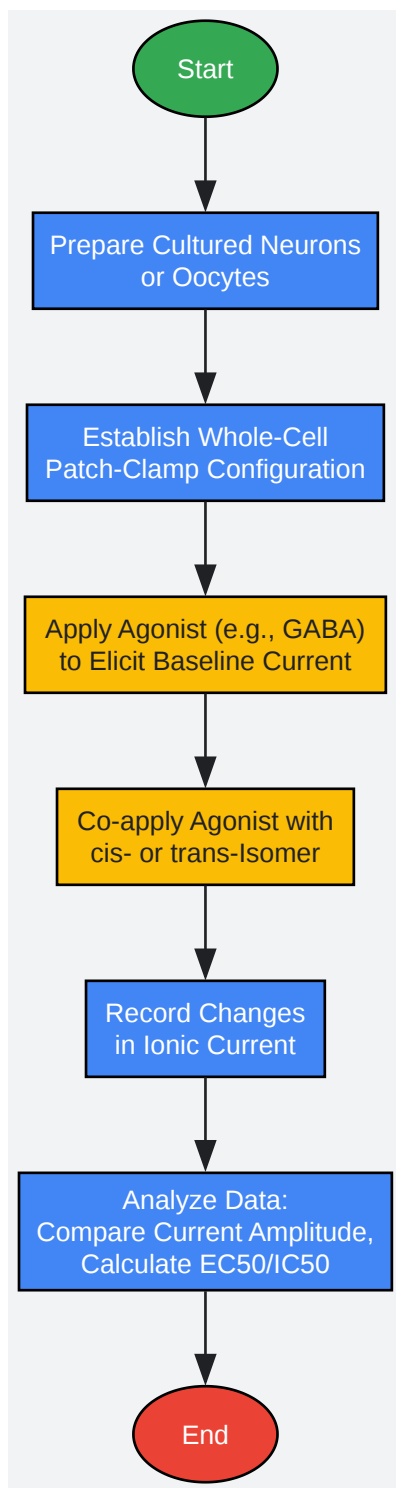 Start
Prepare Cultured Neurons
or Oocytes
Establish Whole-Cell
Patch-Clamp Configuration
Apply Agonist (e.g., GABA)
to Elicit Baseline Current
Co-apply Agonist with
cis- or trans-Isomer
Record Changes
in Ionic Current
Analyze Data:
Compare Current Amplitude,
Calculate EC50/IC50
End